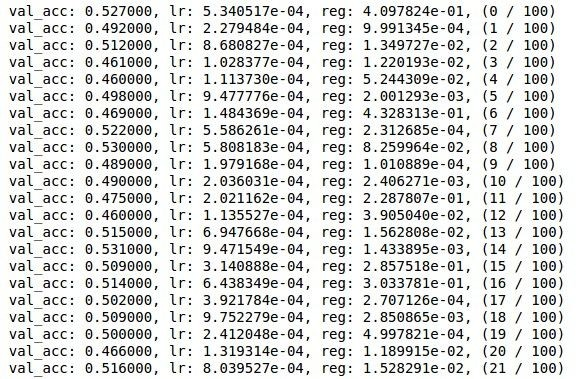 val_acc: 0.527000, lr: 5.340517e-04, reg: 4.097824e-01, (0 / 100)
val_acc: 0.492000, lr: 2.279484e-04, reg: 9.991345e-04, (1 / 100)
val_acc: 0.512000, lr: 8.680827e-04, reg: 1.349727e-02, (2 / 100)
val_acc: 0.461000, lr: 1.028377e-04, reg: 1.220193e-02, (3 / 100)
val_acc: 0.460000, lr: 1.113730e-04, reg: 5.244309e-02, (4 / 100)
val_acc: 0.498000, lr: 9.477776e-04, reg: 2.001293e-03, (5 / 100)
val_acc: 0.469000, lr: 1.484369e-04, reg: 4.328313e-01, (6 / 100)
val_acc: 0.522000, lr: 5.586261e-04, reg: 2.312685e-04, (7 / 100)
val_acc: 0.530000, lr: 5.808183e-04, reg: 8.259964e-02, (8 / 100)
val_acc: 0.489000, lr: 1.979168e-04, reg: 1.010889e-04, (9 / 100)
val_acc: 0.490000, lr: 2.036031e-04, reg: 2.406271e-03, (10 / 100)
val_acc: 0.475000, lr: 2.021162e-04, reg: 2.287807e-01, (11 / 100)
val_acc: 0.460000, lr: 1.135527e-04, reg: 3.905040e-02, (12 / 100)
val_acc: 0.515000, lr: 6.947668e-04, reg: 1.562808e-02, (13 / 100)
val_acc: 0.531000, lr: 9.471549e-04, reg: 1.433895e-03, (14 / 100)
val_acc: 0.509000, lr: 3.140888e-04, reg: 2.857518e-01, (15 / 100)
val_acc: 0.514000, lr: 6.438349e-04, reg: 3.033781e-01, (16 / 100)
val_acc: 0.502000, lr: 3.921784e-04, reg: 2.707126e-04, (17 / 100)
val_acc: 0.509000, lr: 9.752279e-04, reg: 2.850865e-03, (18 / 100)
val_acc: 0.500000, lr: 2.412048e-04, reg: 4.997821e-04, (19 / 100)
val_acc: 0.466000, lr: 1.319314e-04, reg: 1.189915e-02, (20 / 100)
val_acc: 0.516000, lr: 8.039527e-04, reg: 1.528291e-02, (21 / 100)